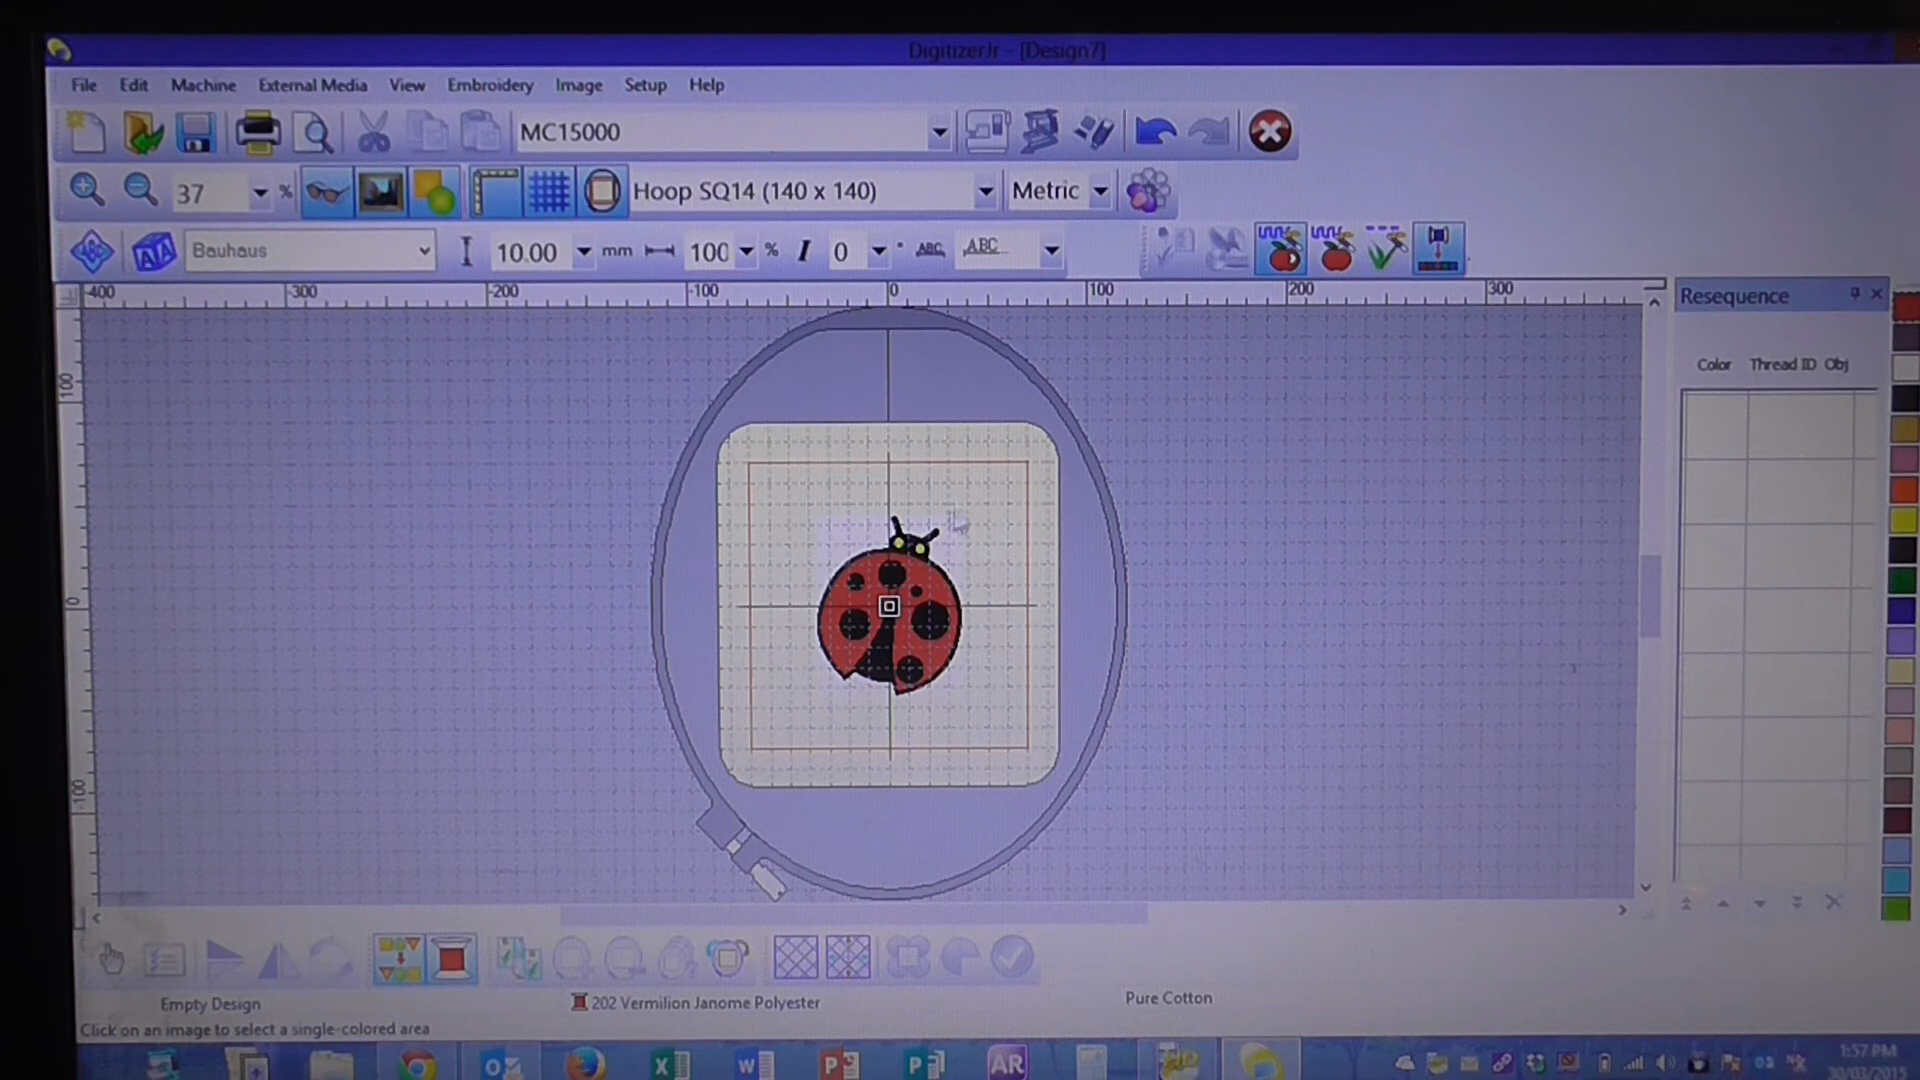 DigitizerJr - [Design7]
File Edit Machine External Media View Embroidery Image Setup Help
MC15000
37 % Hoop SQ14 (140 x 140) Metric
Bauhaus 10.00 mm 100 % I 0 ° ABC ABC
-400 -300 -200 -100 0 100 200 300
Resequence
Color Thread ID Obj
100
0
-100
Empty Design 202 Vermilion Janome Polyester Pure Cotton
Click on an image to select a single-colored area
AR
1:57 PM
30/03/2015